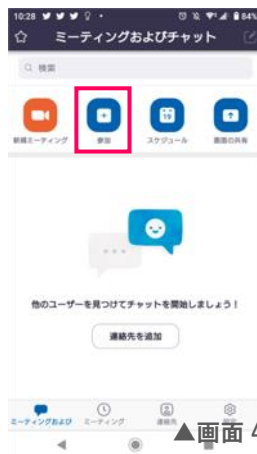 10:28
84%
ミーティングおよびチャット
検索
19
新規ミーティング
参加
スケジュール
画面の共有
他のユーザーを見つけてチャットを開始しましょう！
連絡先を追加
ミーティングおよび
ミーティング
連絡先
▲画面 4